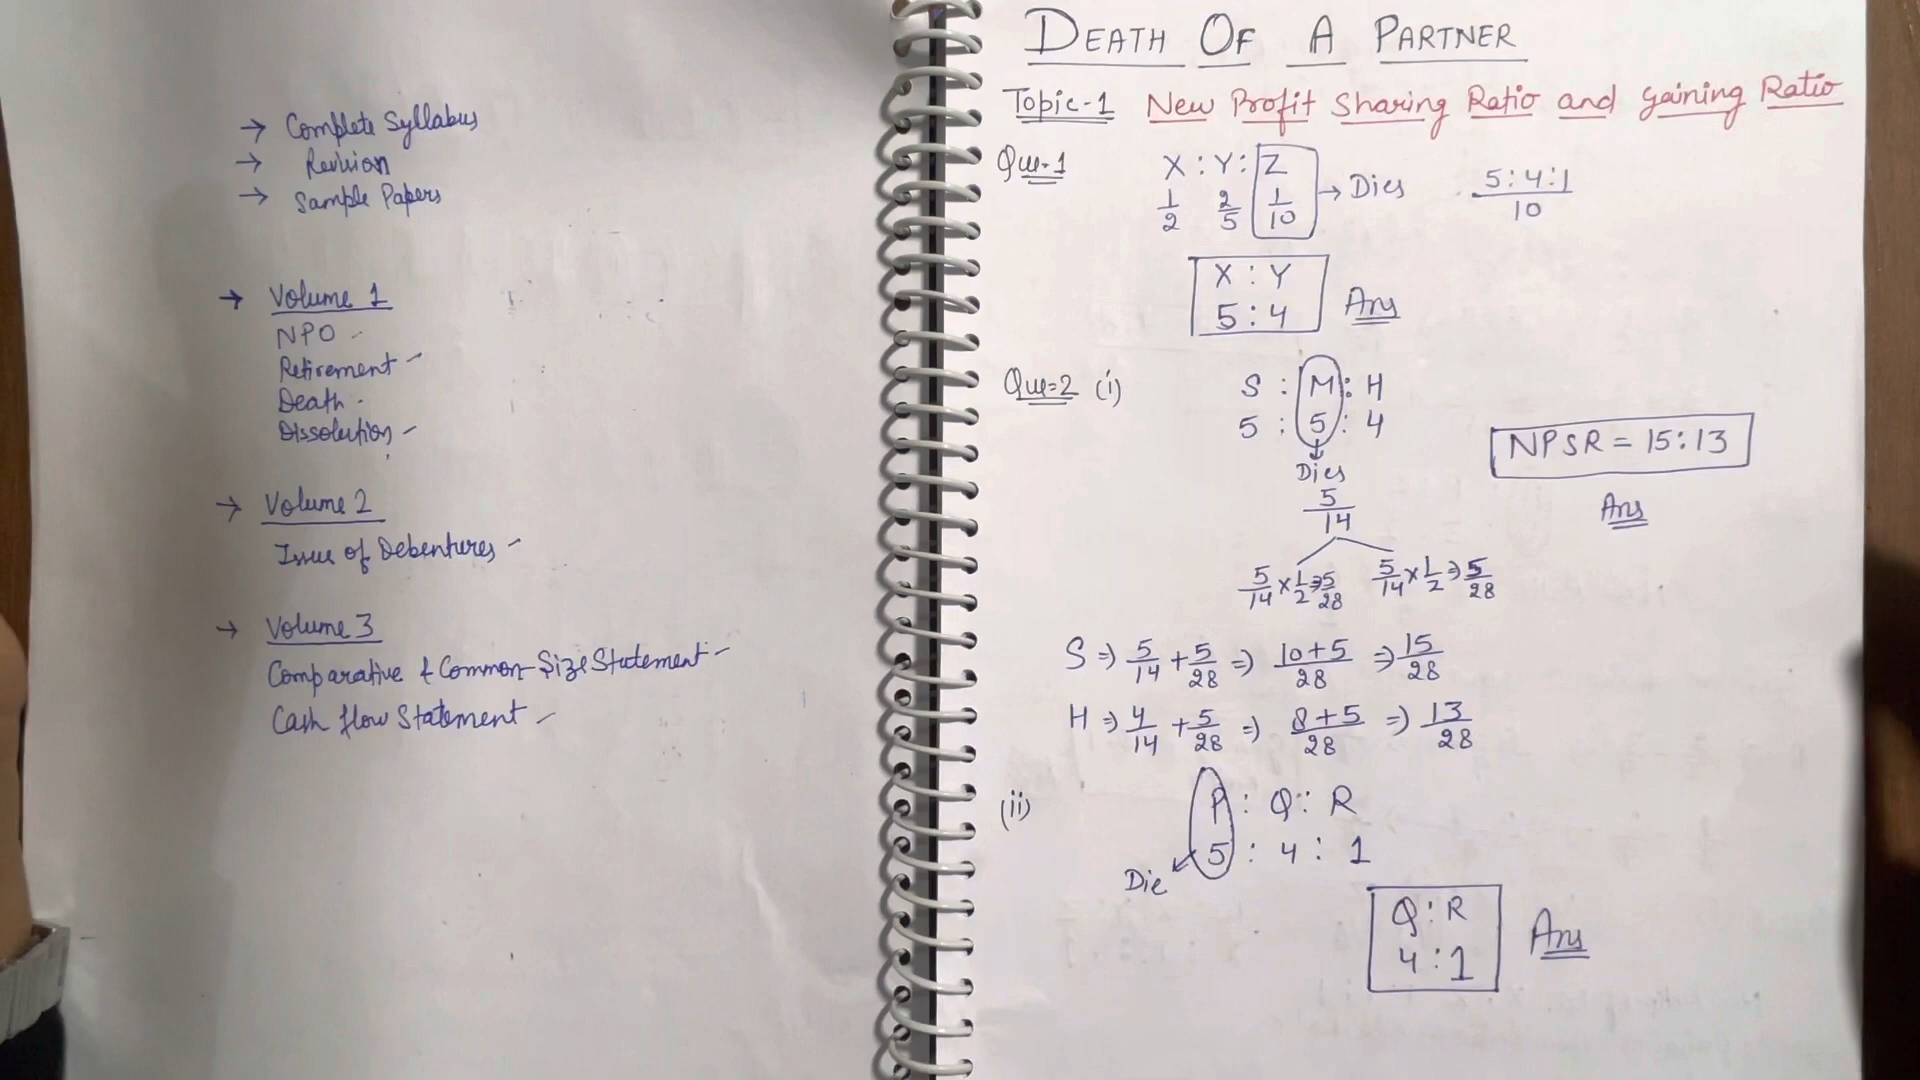 → Complete Syllabus
→ Revision
→ Sample Papers
→ Volume 1
NPO -
Retirement -
Death -
Dissolution -
→ Volume 2
Issue of Debentures -
→ Volume 3
Comparative & Common-Size Statement -
Cash flow Statement -
DEATH OF A PARTNER
Topic-1 New Profit Sharing Ratio and gaining Ratio
Que-1 X : Y : Z → Dies 5:4:1/10
1/2 2/5 1/10
X : Y
5 : 4 Ans
Que=2 (i) S : M : H
5 : 5 : 4
NPSR = 15:13
Dies
Ans
5/14
5/14 × 1/2 ⇒ 5/28 5/14 × 1/2 ⇒ 5/28
S ⇒ 5/14 + 5/28 ⇒ 10+5/28 ⇒ 15/28
H ⇒ 4/14 + 5/28 ⇒ 8+5/28 ⇒ 13/28
(ii) P : Q : R
5 : 4 : 1
Die
Q : R
4 : 1 Ans